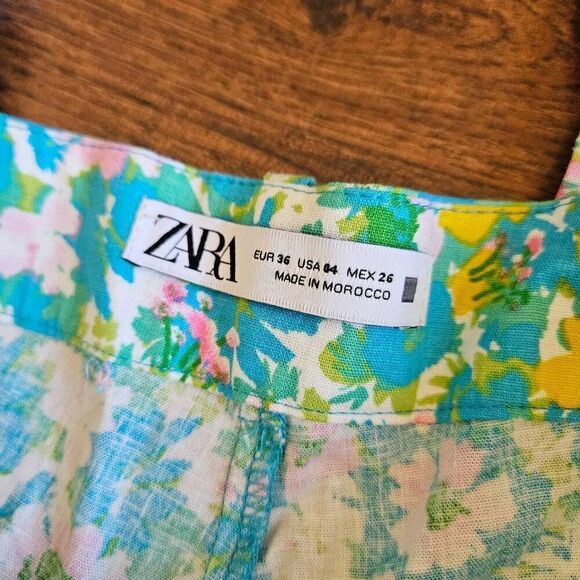 ZARA
EUR 36 USA 04 MEX 26
MADE IN MOROCCO